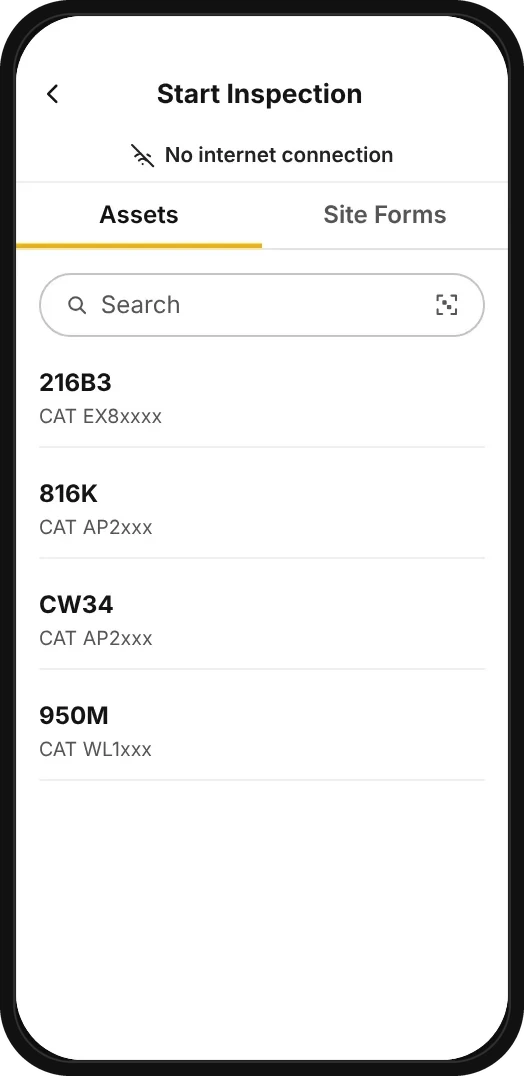 Start Inspection
No internet connection
Assets
Site Forms
Search
216B3
CAT EX8xxxx
816K
CAT AP2xxx
CW34
CAT AP2xxx
950M
CAT WL1xxx